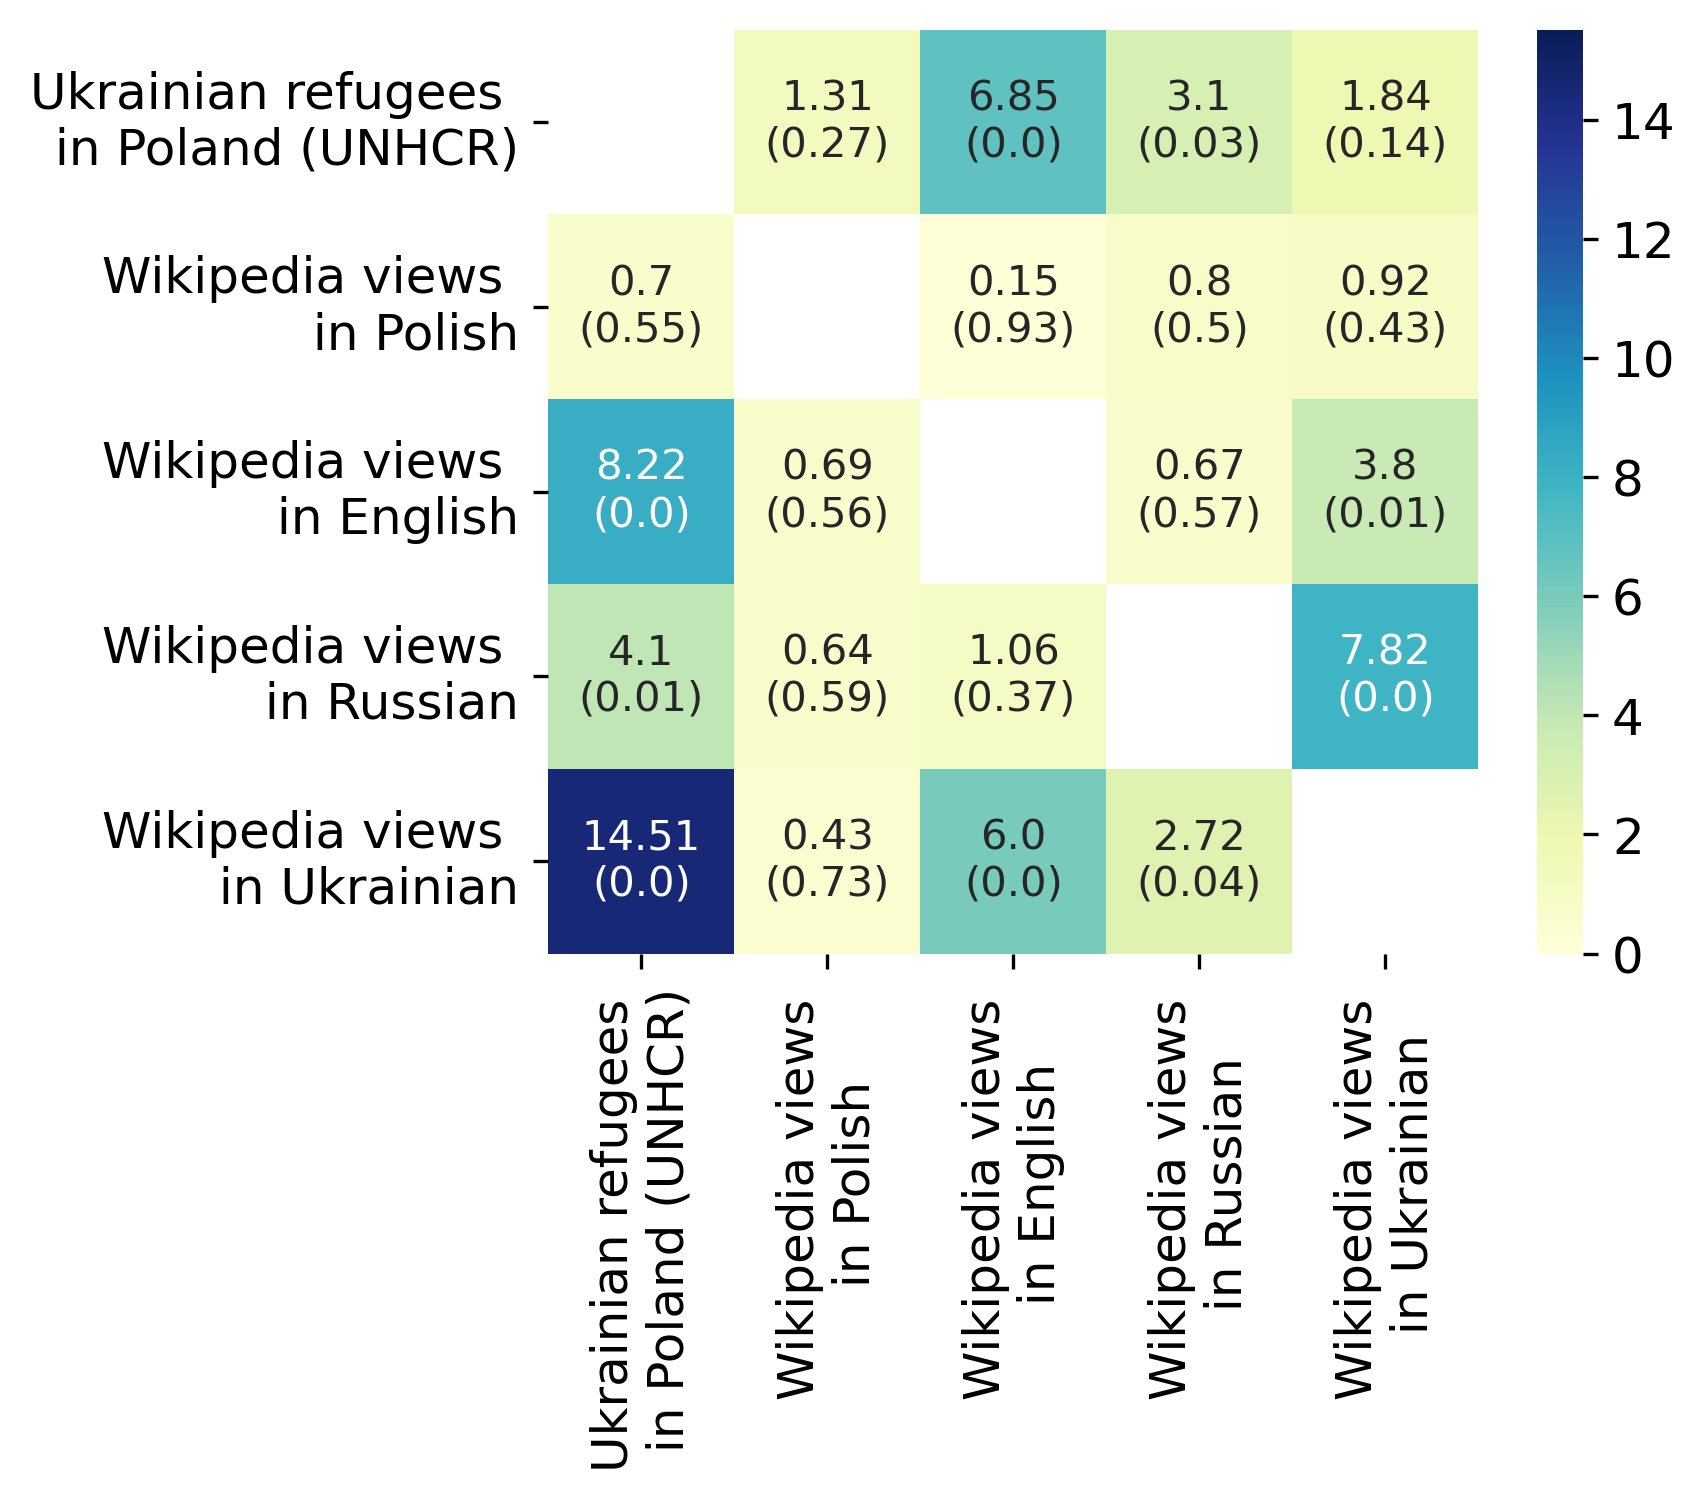 Ukrainian refugees
in Poland (UNHCR)
1.31
(0.27)
6.85
(0.0)
3.1
(0.03)
1.84
(0.14)
Wikipedia views
in Polish
0.7
(0.55)
0.15
(0.93)
0.8
(0.5)
0.92
(0.43)
Wikipedia views
in English
8.22
(0.0)
0.69
(0.56)
0.67
(0.57)
3.8
(0.01)
Wikipedia views
in Russian
4.1
(0.01)
0.64
(0.59)
1.06
(0.37)
7.82
(0.0)
Wikipedia views
in Ukrainian
14.51
(0.0)
0.43
(0.73)
6.0
(0.0)
2.72
(0.04)
Ukrainian refugees
in Poland (UNHCR)
Wikipedia views
in Polish
Wikipedia views
in English
Wikipedia views
in Russian
Wikipedia views
in Ukrainian
14
12
10
8
6
4
2
0